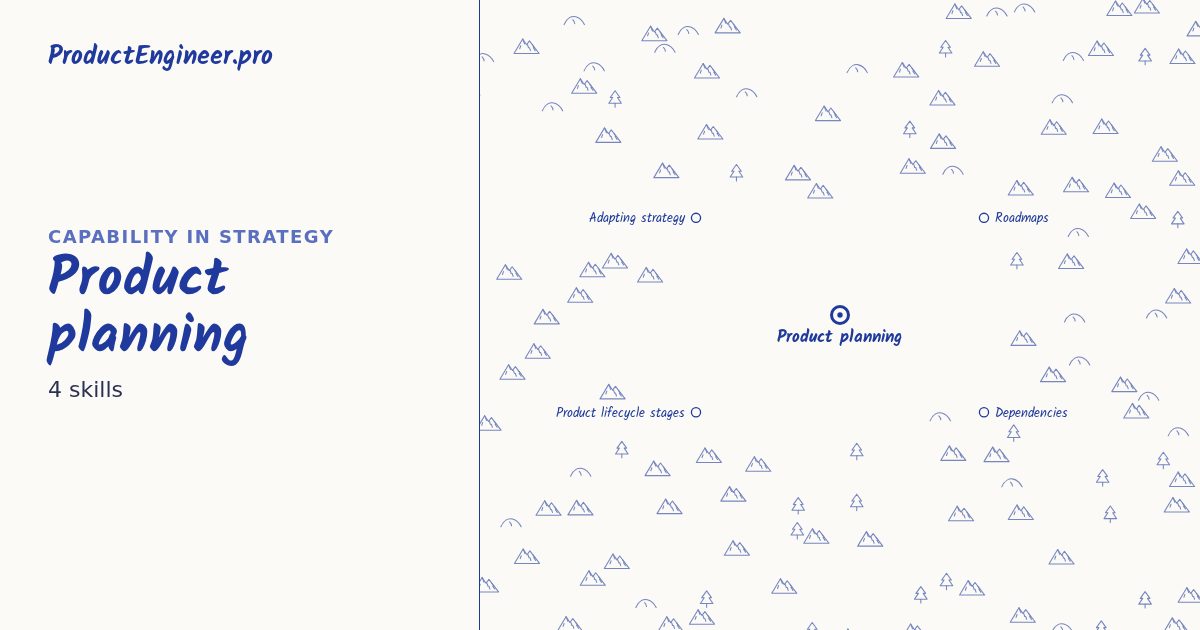 ProductEngineer.pro
CAPABILITY IN STRATEGY
Product
planning
4 skills
Adapting strategy
Roadmaps
Product planning
Product lifecycle stages
Dependencies